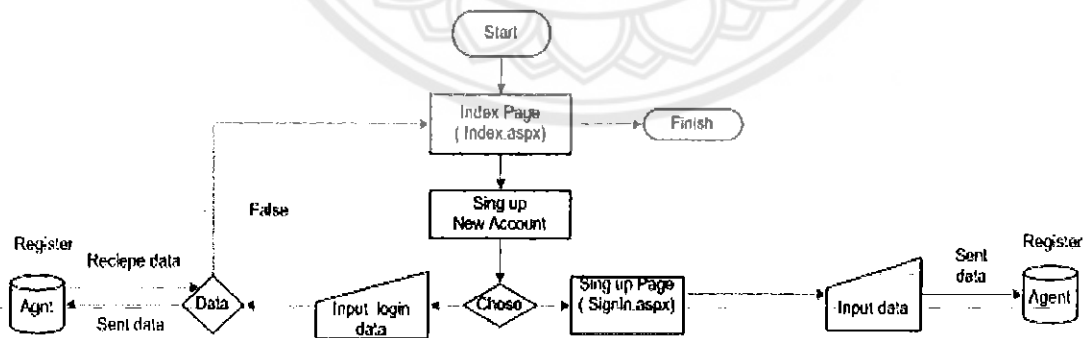 Start
Index Page
( Index.aspx)
Finish
Sing up
New Account
False
Register
Reciepe data
Agnt
Sent data
Data
Input login
data
Chose
Sing up Page
( SignIn.aspx)
Input data
Sent
data
Register
Agent